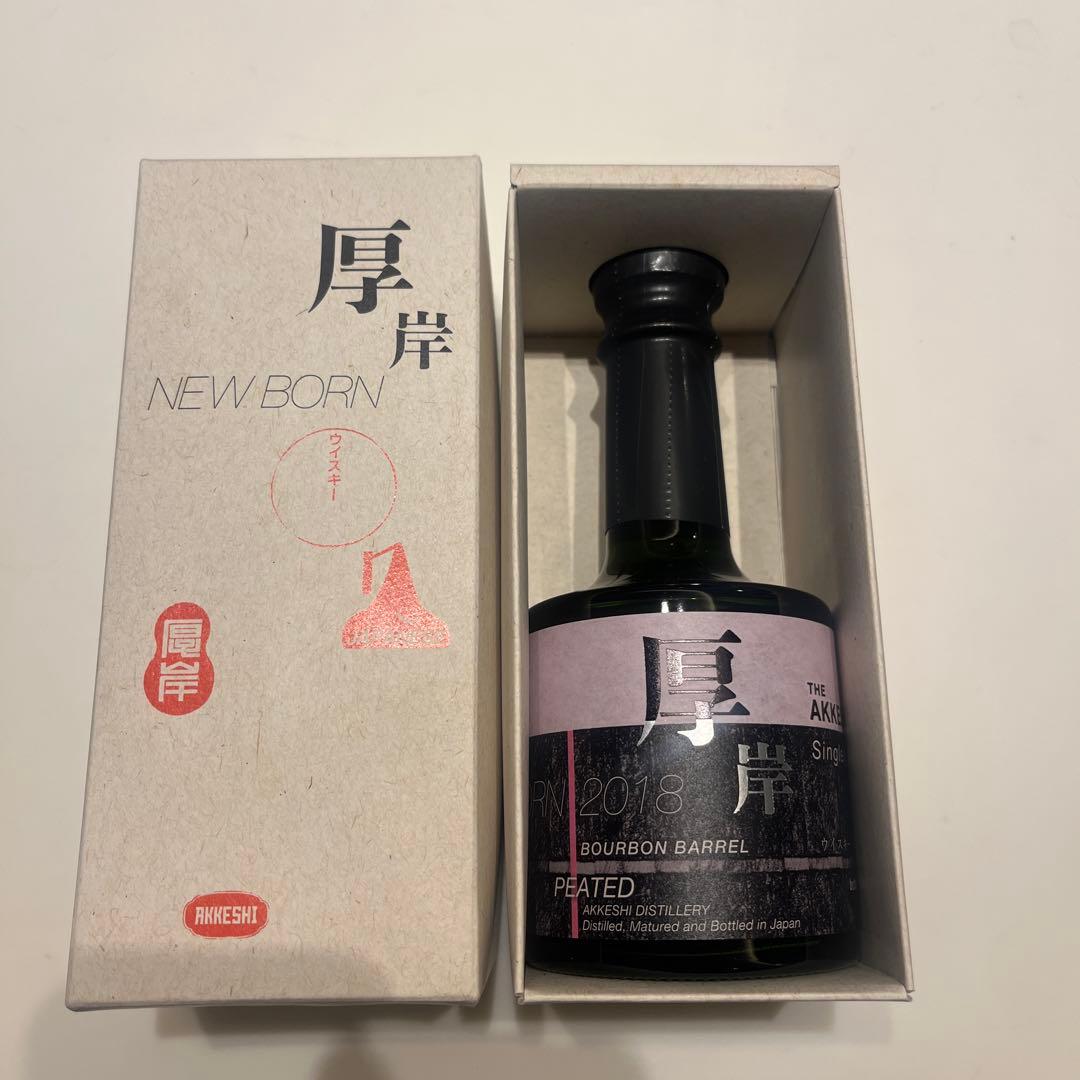 厚岸
NEW BORN
ウイスキー
厚岸
AKKESHI
厚岸
THE
AKKE
Single
RN 2018
BOURBON BARREL
ウイスキー
PEATED
AKKESHI DISTILLERY
Distilled, Matured and Bottled in Japan